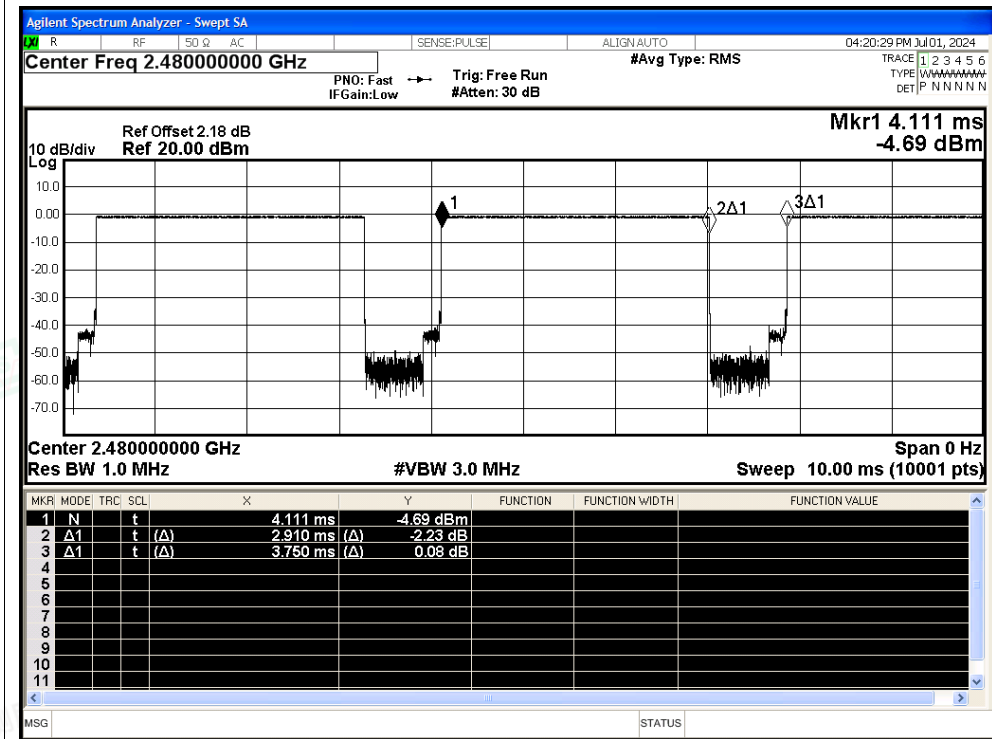 Agilent Spectrum Analyzer - Swept SA
LXI R RF 50 Ω AC SENSE:PULSE ALIGN AUTO 04:20:29 PM Jul 01, 2024
Center Freq 2.480000000 GHz
#Avg Type: RMS
TRACE 1 2 3 4 5 6
PNO: Fast Trig: Free Run
TYPE W
IFGain:Low #Atten: 30 dB
DET P N N N N N
Mkr1 4.111 ms
Ref Offset 2.18 dB
10 dB/div Ref 20.00 dBm
-4.69 dBm
Log
10.0
0.00
1
2Δ1
3Δ1
-10.0
-20.0
-30.0
-40.0
-50.0
-60.0
-70.0
Center 2.480000000 GHz Span 0 Hz
Res BW 1.0 MHz #VBW 3.0 MHz Sweep 10.00 ms (10001 pts)
MKR MODE TRC SCL X Y FUNCTION FUNCTION WIDTH FUNCTION VALUE
1 N t 4.111 ms -4.69 dBm
2 Δ1 t (Δ) 2.910 ms (Δ) -2.23 dB
3 Δ1 t (Δ) 3.750 ms (Δ) 0.08 dB
4
5
6
7
8
9
10
11
MSG STATUS